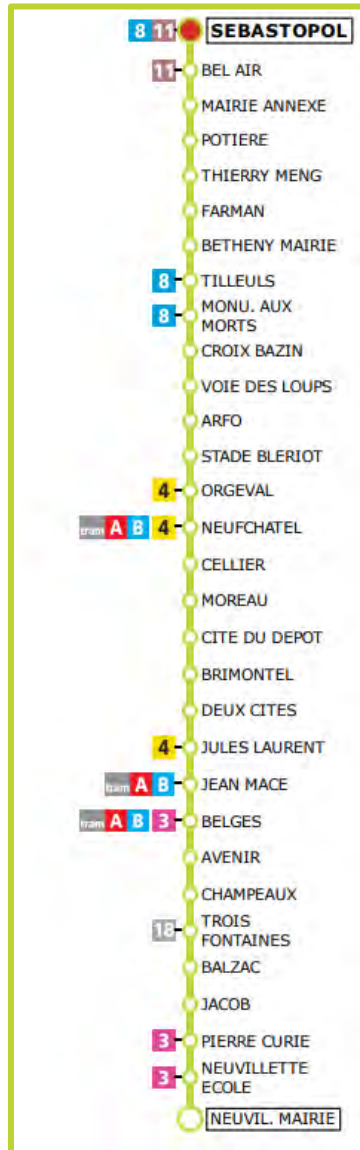 8 11 SEBASTOPOL
11 BEL AIR
MAIRIE ANNEXE
POTIERE
THIERRY MENG
FARMAN
BETHENY MAIRIE
8 TILLEULS
8 MONU. AUX
MORTS
CROIX BAZIN
VOIE DES LOUPS
ARFO
STADE BLERIOT
4 ORGEVAL
tram A B 4 NEUFCHATEL
CELLIER
MOREAU
CITE DU DEPOT
BRIMONTEL
DEUX CITES
4 JULES LAURENT
tram A B JEAN MACE
tram A B 3 BELGES
AVENIR
CHAMPEAUX
18 TROIS
FONTAINES
BALZAC
JACOB
3 PIERRE CURIE
3 NEUVILLETTE
ECOLE
NEUVIL. MAIRIE